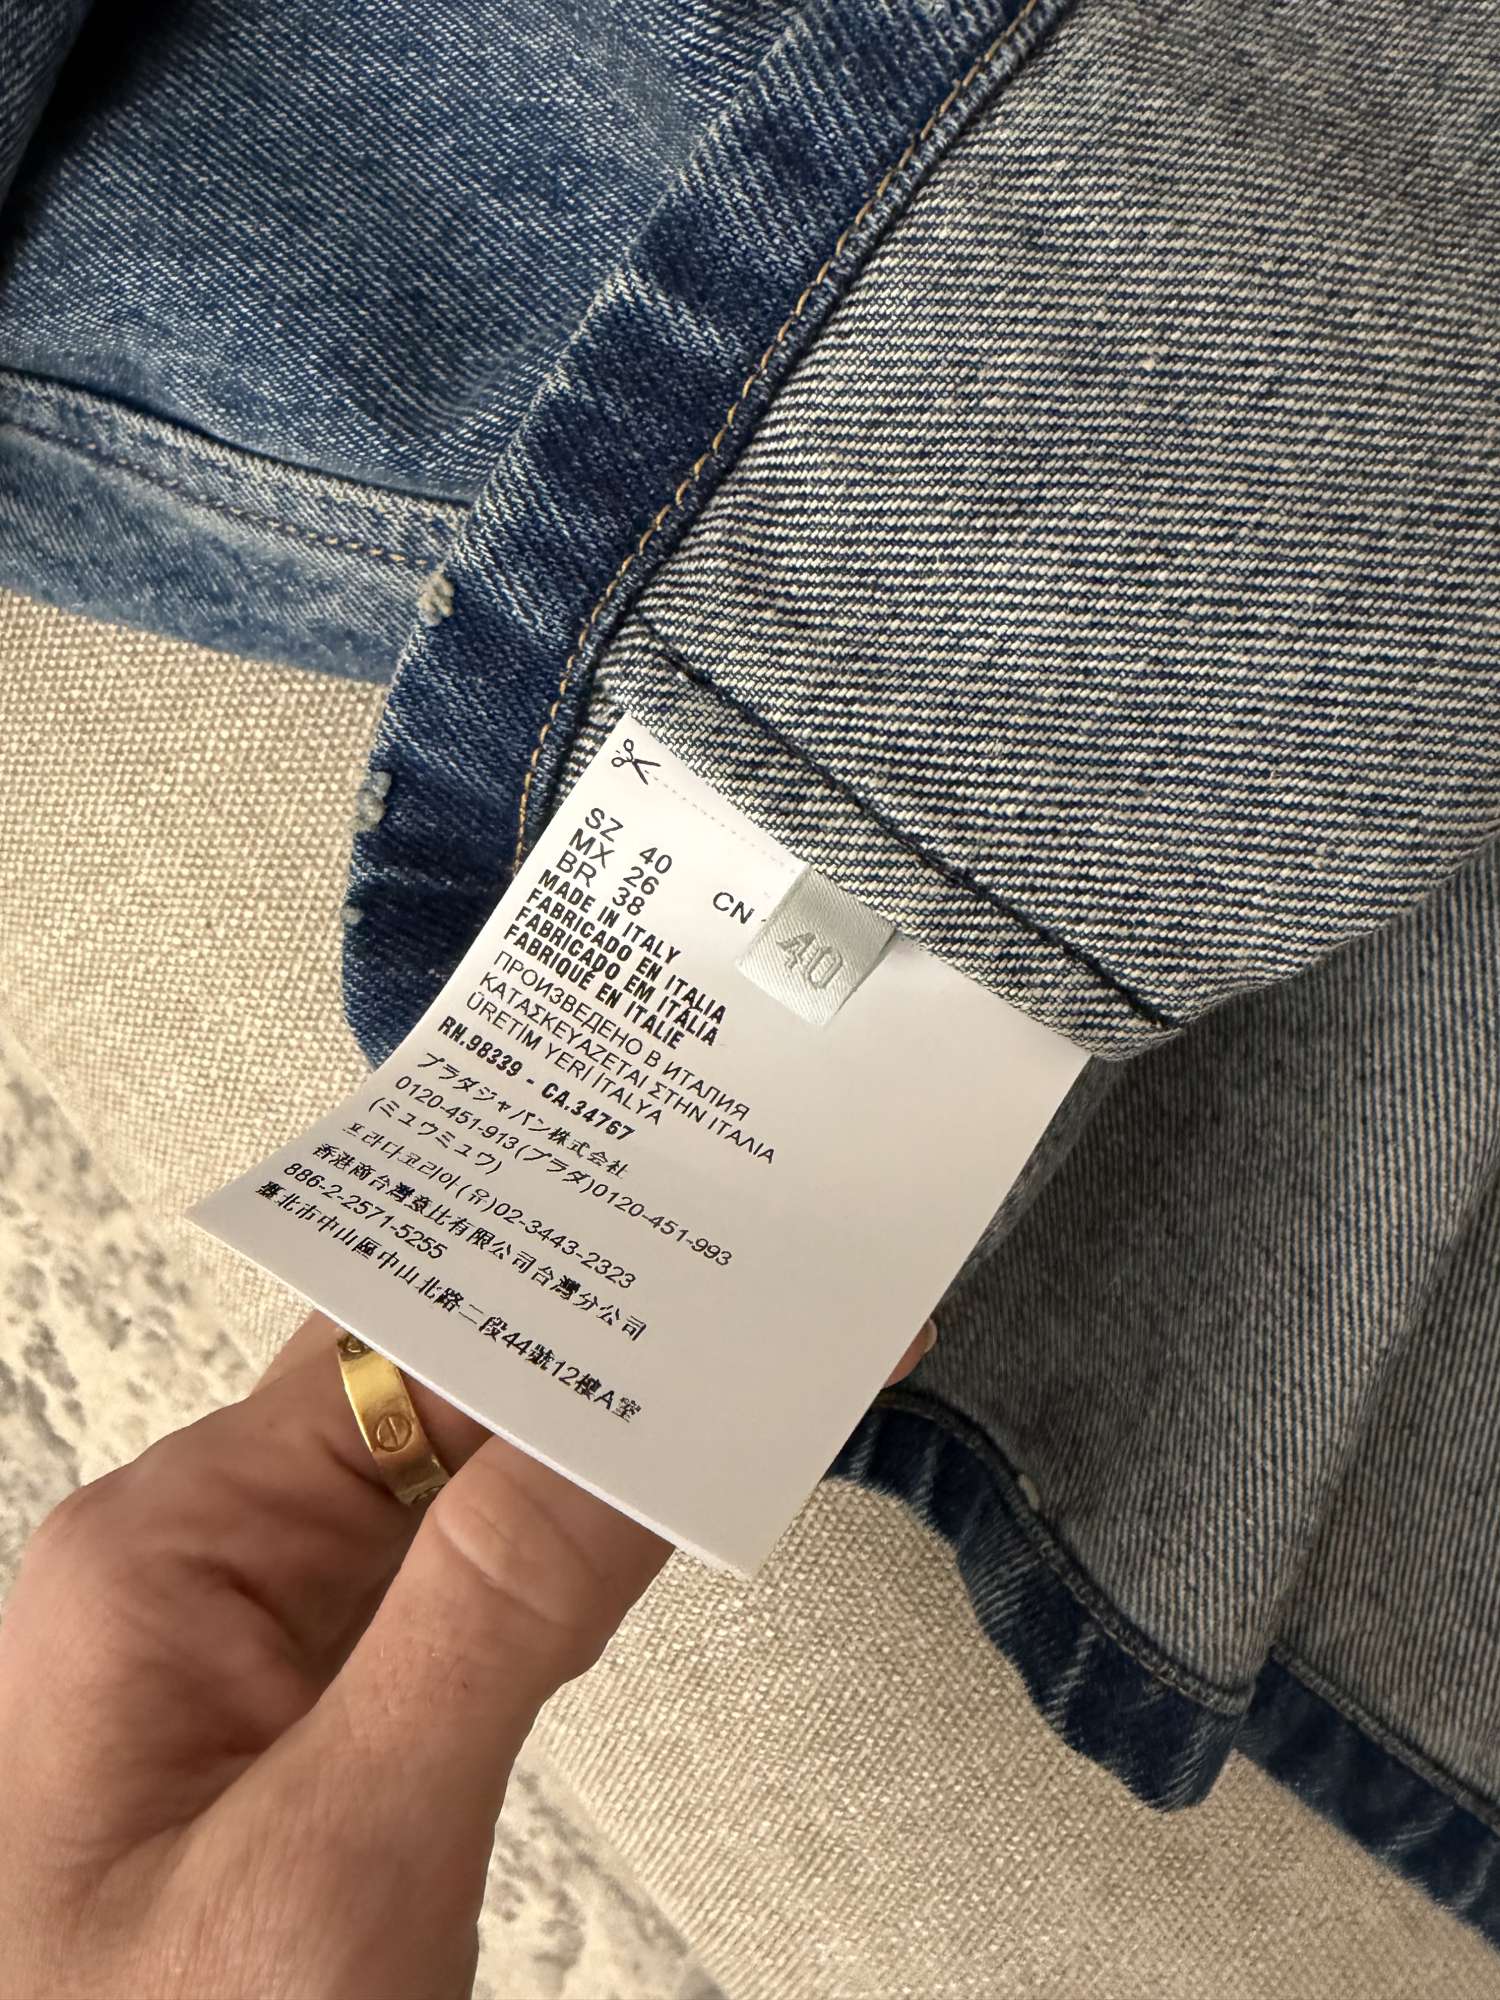 SZ 40
MX 26 CN
BR 38
40
MADE IN ITALY
FABRICADO EN ITALIA
FABRICADO EM ITALIA
FABRIQUÉ EN ITALIE
ПРОИЗВЕДЕНО В ИТАЛИЯ
ΚΑΤΑΣΚΕΥΑΖΕΤΑΙ ΣΤΗΝ ΙΤΑΛΙΑ
ÜRETİM YERİ İTALYA
RN.98339 - CA.34767
プラダジャパン株式会社
0120-451-913(プラダ)0120-451-993
(ミュウミュウ)
프라다코리아(유)02-3443-2323
香港商台灣意比有限公司台灣分公司
886-2-2571-5255
臺北市中山區中山北路二段44號12樓A室